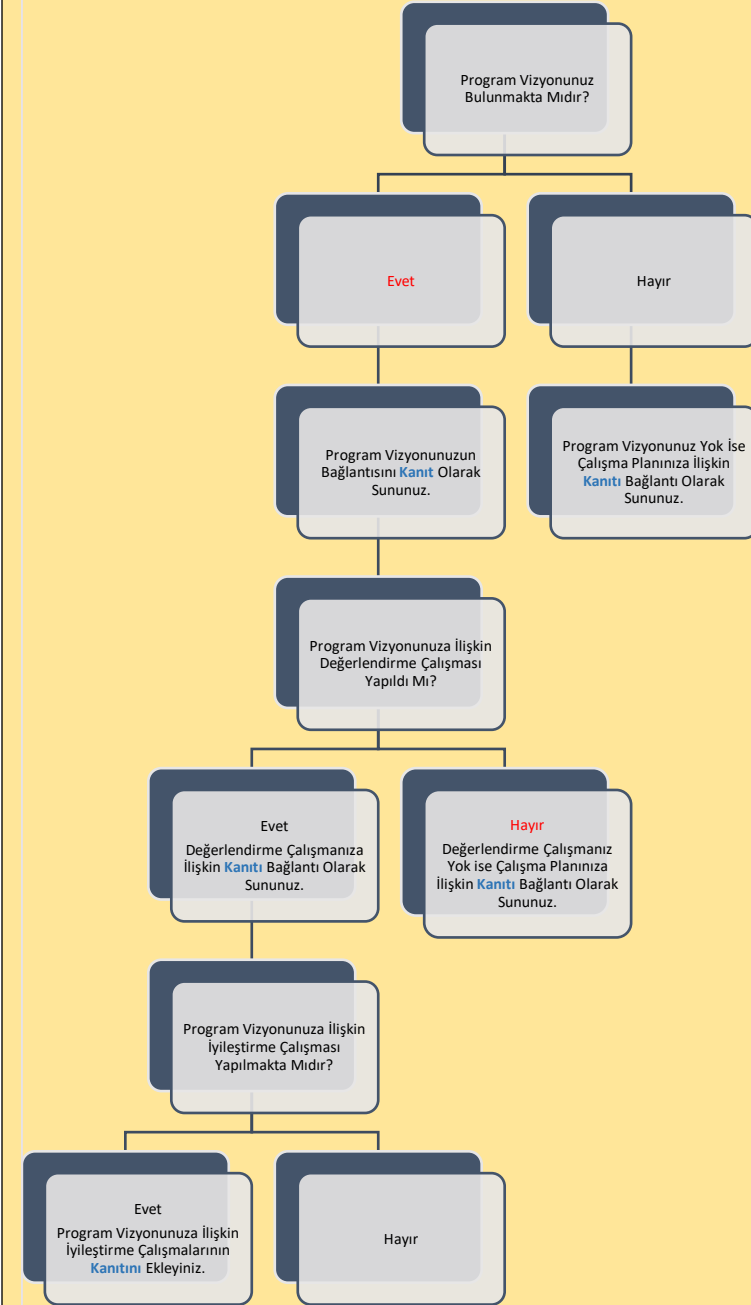 Program Vizyonunuz
Bulunmakta Mıdır?
Evet
Hayır
Program Vizyonunuzun
Bağlantısını Kanıt Olarak
Sununuz.
Program Vizyonunuz Yok İse
Çalışma Planınıza İlişkin
Kanıtı Bağlantı Olarak
Sununuz.
Program Vizyonunuza İlişkin
Değerlendirme Çalışması
Yapıldı Mı?
Evet
Değerlendirme Çalışmanıza
İlişkin Kanıtı Bağlantı Olarak
Sununuz.
Hayır
Değerlendirme Çalışmanız
Yok ise Çalışma Planınıza
İlişkin Kanıtı Bağlantı Olarak
Sununuz.
Program Vizyonunuza İlişkin
İyileştirme Çalışması
Yapılmakta Mıdır?
Evet
Program Vizyonunuza İlişkin
İyileştirme Çalışmalarının
Kanıtını Ekleyiniz.
Hayır